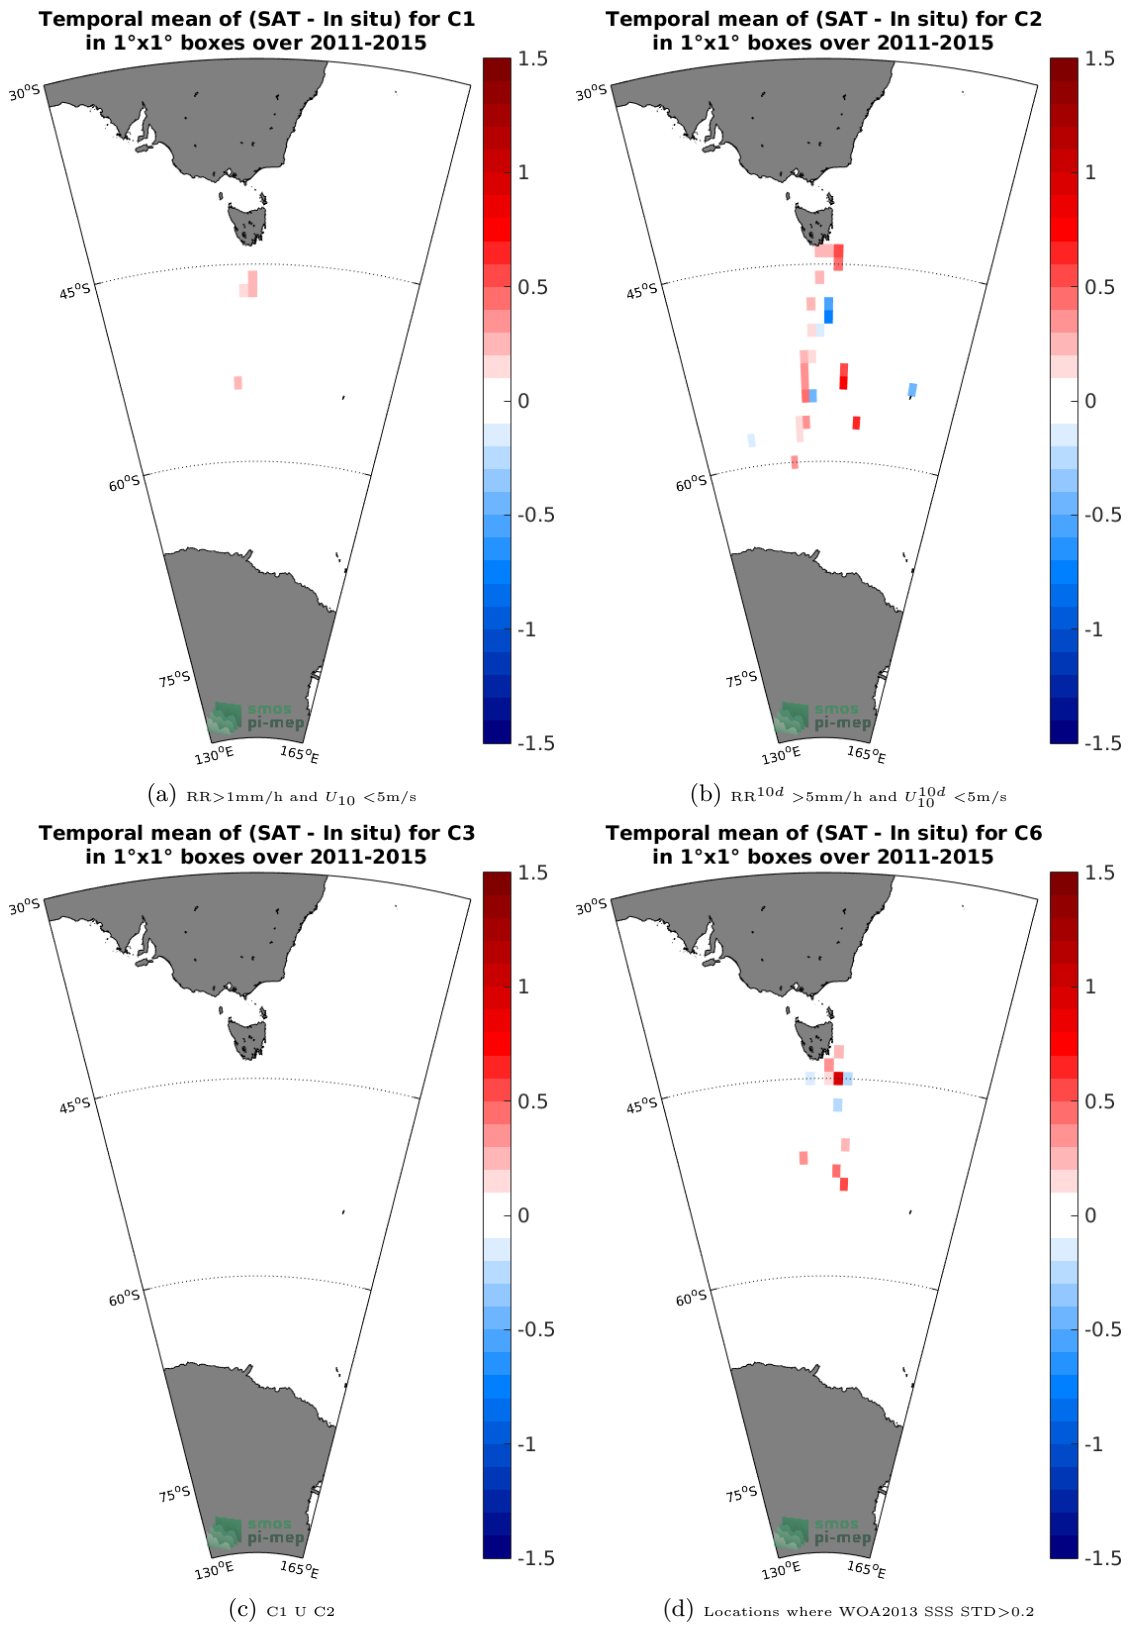 Temporal mean of (SAT - In situ) for C1
in 1°x1° boxes over 2011-2015
30°S
45°S
60°S
75°S
130°E
165°E
1.5
1
0.5
0
-0.5
-1
-1.5
smos
pi-mep
(a) RR>1mm/h and U10 <5m/s
Temporal mean of (SAT - In situ) for C2
in 1°x1° boxes over 2011-2015
30°S
45°S
60°S
75°S
130°E
165°E
1.5
1
0.5
0
-0.5
-1
-1.5
smos
pi-mep
(b) RR^10d >5mm/h and U10^10d <5m/s
Temporal mean of (SAT - In situ) for C3
in 1°x1° boxes over 2011-2015
30°S
45°S
60°S
75°S
130°E
165°E
1.5
1
0.5
0
-0.5
-1
-1.5
smos
pi-mep
(c) C1 U C2
Temporal mean of (SAT - In situ) for C6
in 1°x1° boxes over 2011-2015
30°S
45°S
60°S
75°S
130°E
165°E
1.5
1
0.5
0
-0.5
-1
-1.5
smos
pi-mep
(d) Locations where WOA2013 SSS STD>0.2